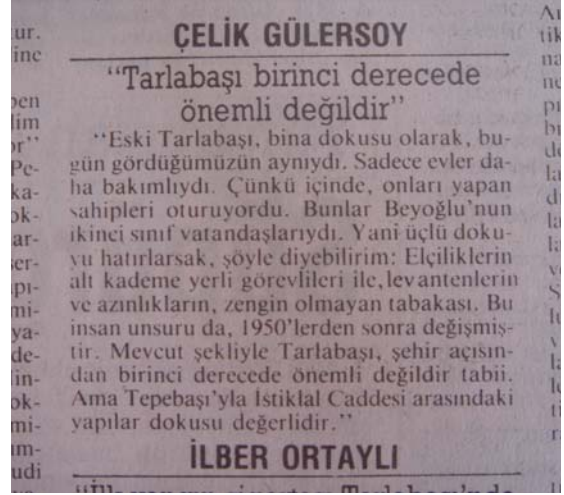 ÇELİK GÜLERSOY
"Tarlabaşı birinci derecede
önemli değildir"
"Eski Tarlabaşı, bina dokusu olarak, bu-
gün gördüğümüzün aynıydı. Sadece evler da-
ha bakımlıydı. Çünkü içinde, onları yapan
sahipleri oturuyordu. Bunlar Beyoğlu'nun
ikinci sınıf vatandaşlarıydı. Yani üçlü doku-
yu hatırlarsak, şöyle diyebilirim: Elçiliklerin
alt kademe yerli görevlileri ile, levantenlerin
ve azınlıkların, zengin olmayan tabakası. Bu
insan unsuru da, 1950'lerden sonra değişmiş-
tir. Mevcut şekliyle Tarlabaşı, şehir açısın-
dan birinci derecede önemli değildir tabii.
Ama Tepebaşı'yla İstiklal Caddesi arasındaki
yapılar dokusu değerlidir."
İLBER ORTAYLI